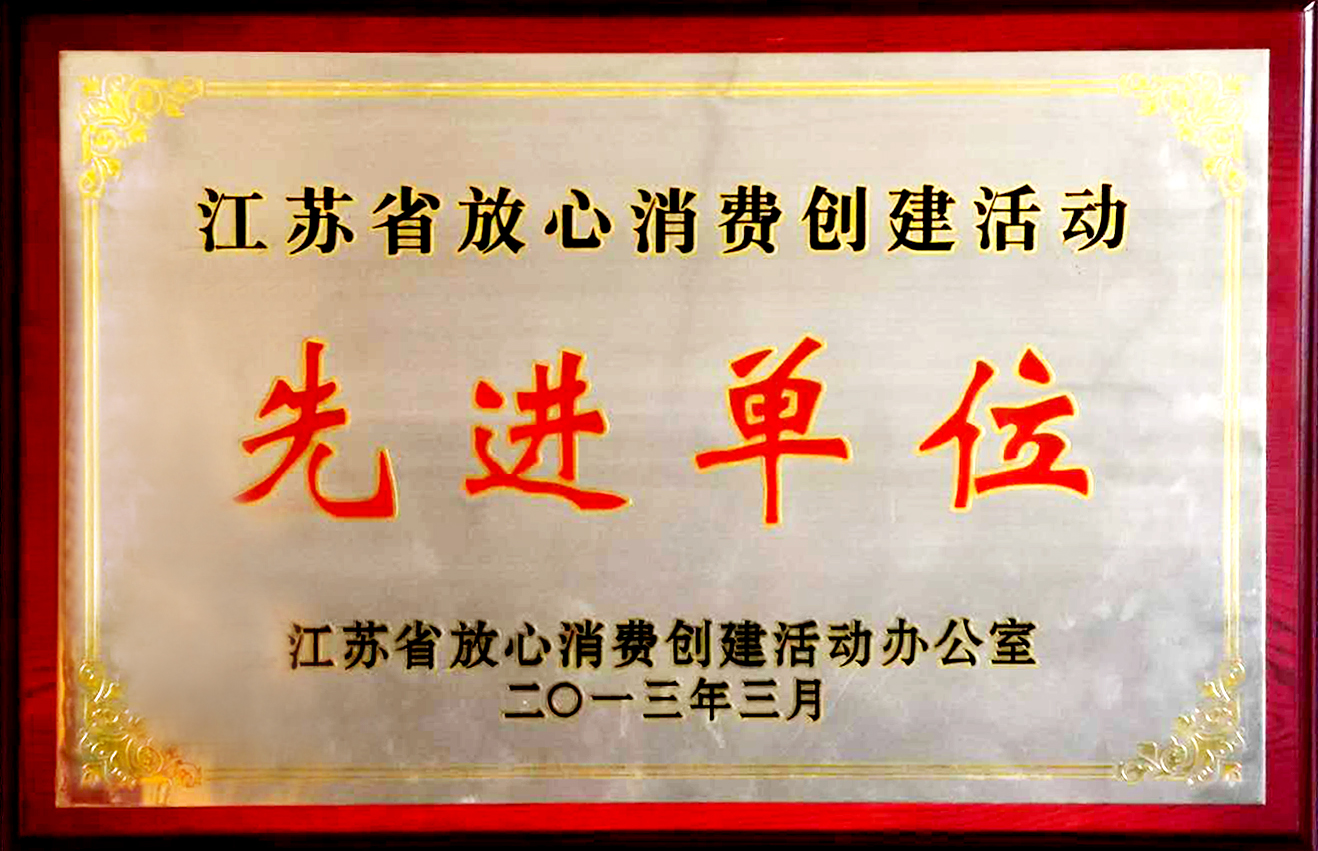 江苏省放心消费创建活动
先进单位
江苏省放心消费创建活动办公室
二〇一三年三月